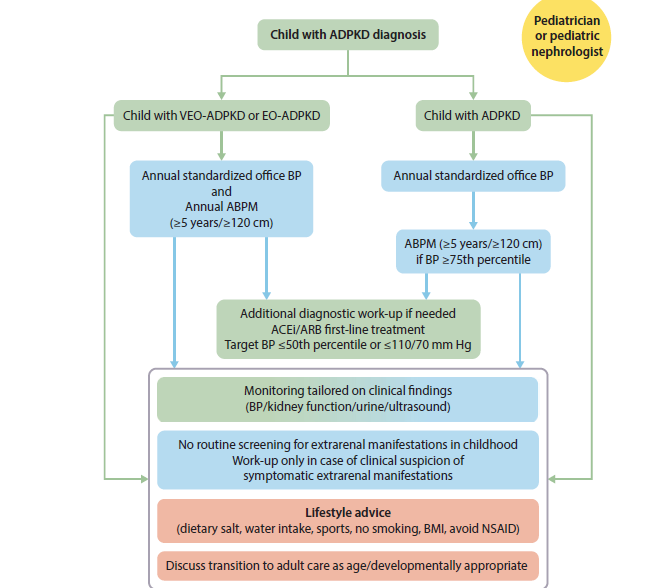 Pediatrician
or pediatric
nephrologist
Child with ADPKD diagnosis
Child with VEO-ADPKD or EO-ADPKD
Child with ADPKD
Annual standardized office BP
and
Annual ABPM
(≥5 years/≥120 cm)
Annual standardized office BP
ABPM (≥5 years/≥120 cm)
if BP ≥75th percentile
Additional diagnostic work-up if needed
ACEi/ARB first-line treatment
Target BP ≤50th percentile or ≤110/70 mm Hg
Monitoring tailored on clinical findings
(BP/kidney function/urine/ultrasound)
No routine screening for extrarenal manifestations in childhood
Work-up only in case of clinical suspicion of
symptomatic extrarenal manifestations
Lifestyle advice
(dietary salt, water intake, sports, no smoking, BMI, avoid NSAID)
Discuss transition to adult care as age/developmentally appropriate